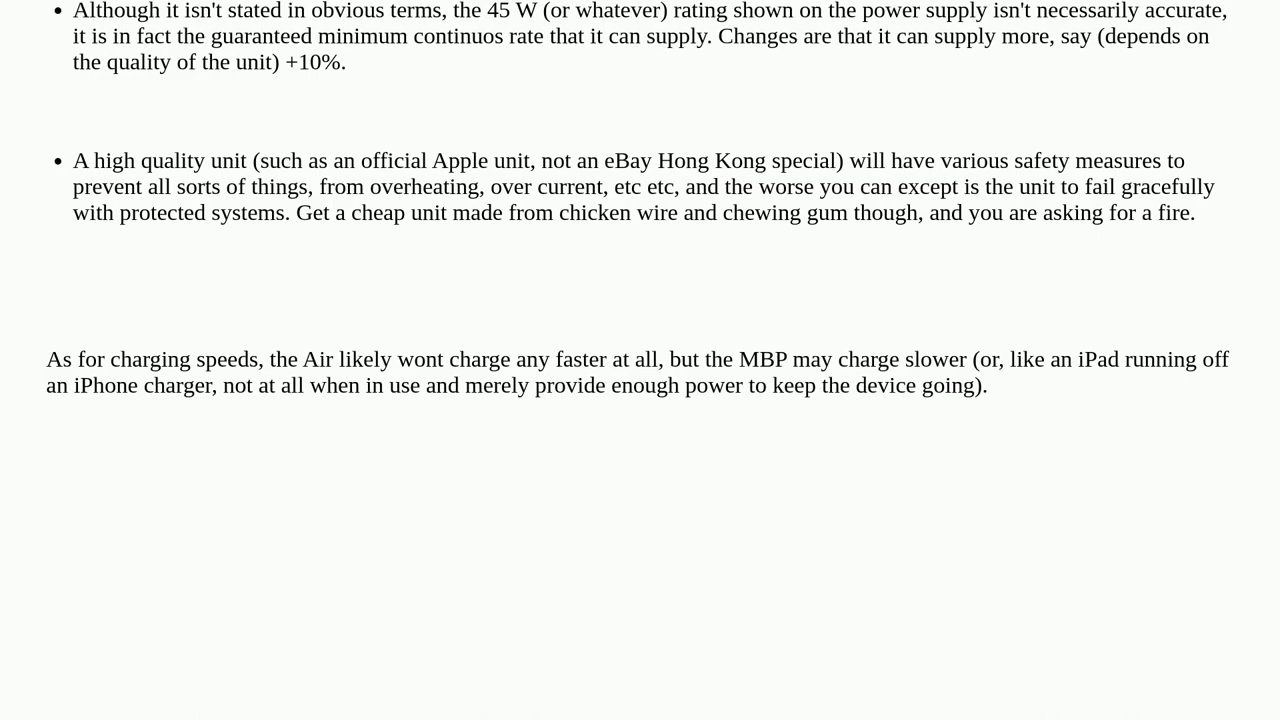 • Although it isn't stated in obvious terms, the 45 W (or whatever) rating shown on the power supply isn't necessarily accurate,
it is in fact the guaranteed minimum continuos rate that it can supply. Changes are that it can supply more, say (depends on
the quality of the unit) +10%.
• A high quality unit (such as an official Apple unit, not an eBay Hong Kong special) will have various safety measures to
prevent all sorts of things, from overheating, over current, etc etc, and the worse you can except is the unit to fail gracefully
with protected systems. Get a cheap unit made from chicken wire and chewing gum though, and you are asking for a fire.
As for charging speeds, the Air likely wont charge any faster at all, but the MBP may charge slower (or, like an iPad running off
an iPhone charger, not at all when in use and merely provide enough power to keep the device going).